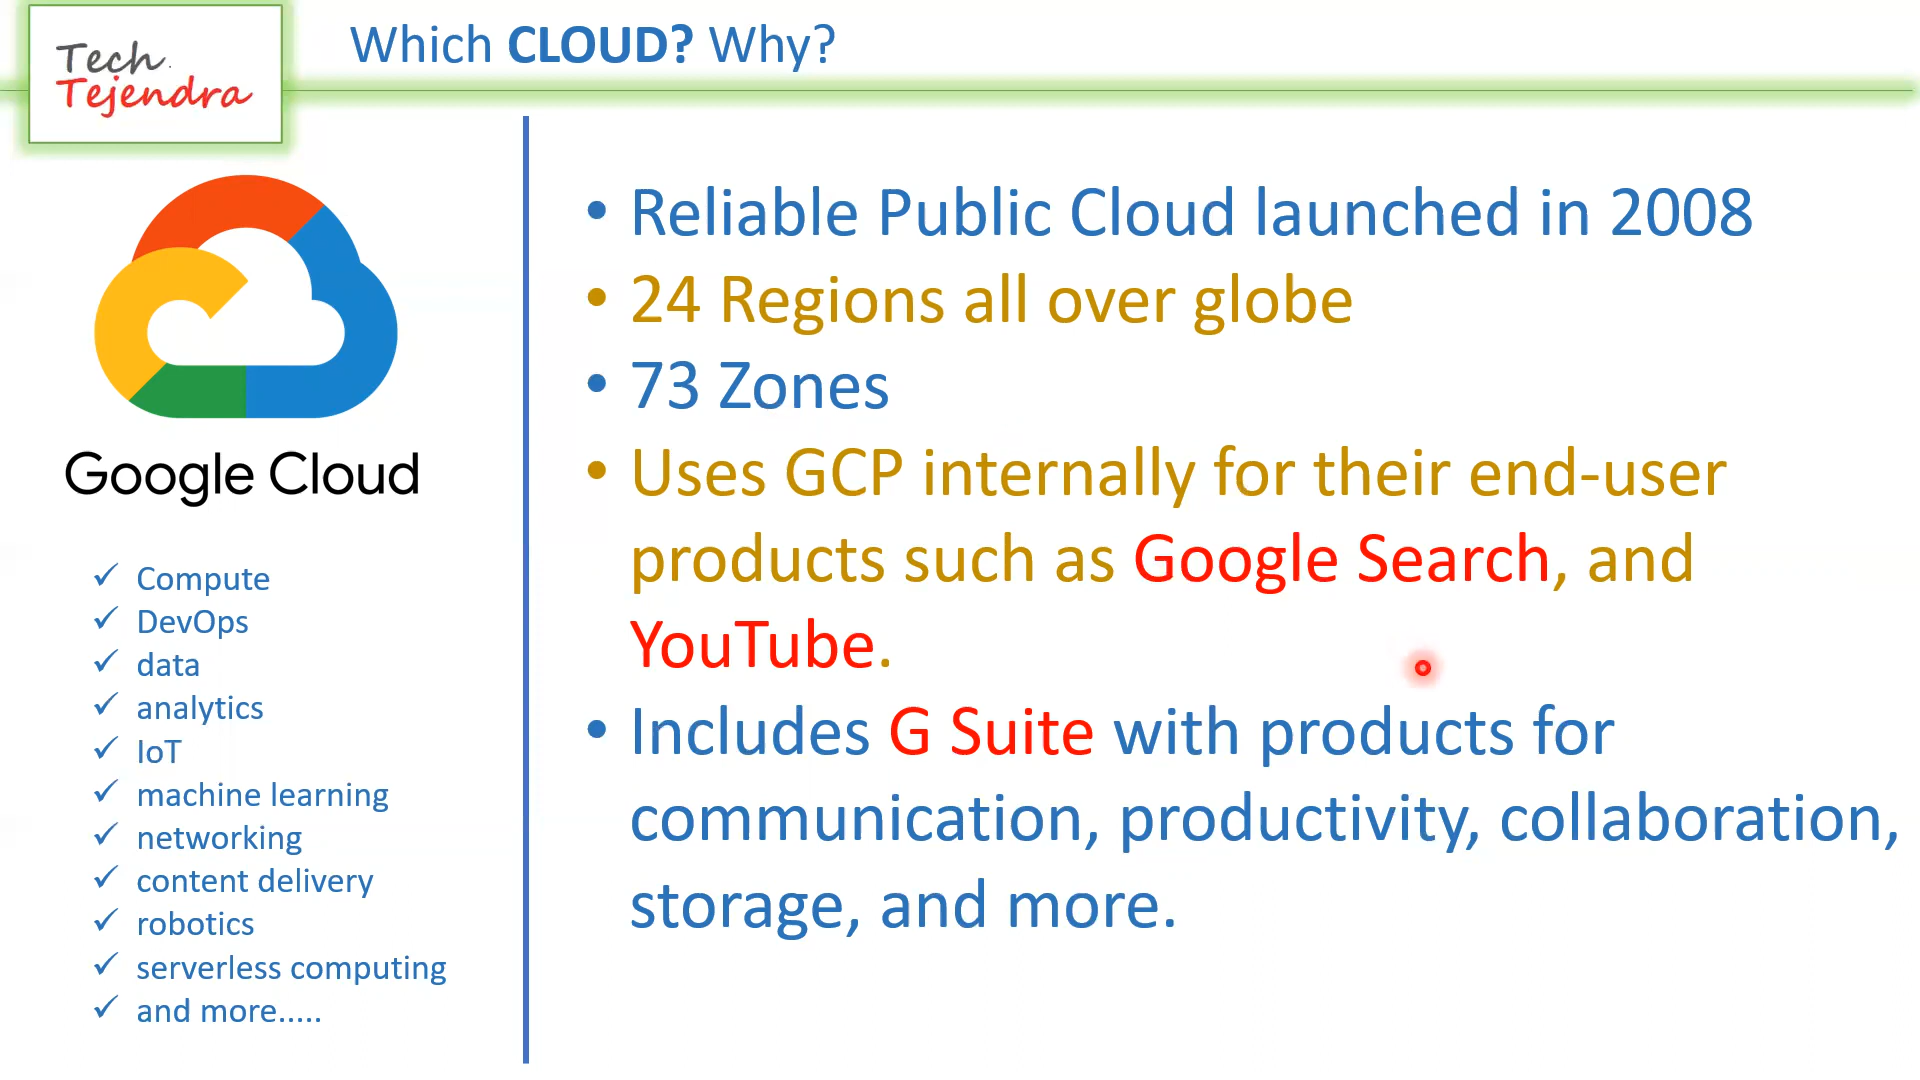 Tech
Tejendra
Which CLOUD? Why?
Google Cloud
✓ Compute
✓ DevOps
✓ data
✓ analytics
✓ IoT
✓ machine learning
✓ networking
✓ content delivery
✓ robotics
✓ serverless computing
✓ and more.....
• Reliable Public Cloud launched in 2008
• 24 Regions all over globe
• 73 Zones
• Uses GCP internally for their end-user
products such as Google Search, and
YouTube.
• Includes G Suite with products for
communication, productivity, collaboration,
storage, and more.